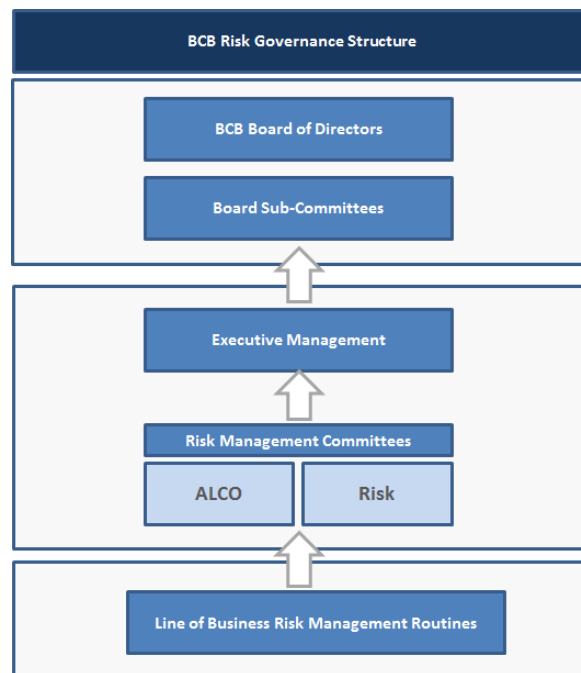 BCB Risk Governance Structure
BCB Board of Directors
Board Sub-Committees
Executive Management
Risk Management Committees
ALCO
Risk
Line of Business Risk Management Routines